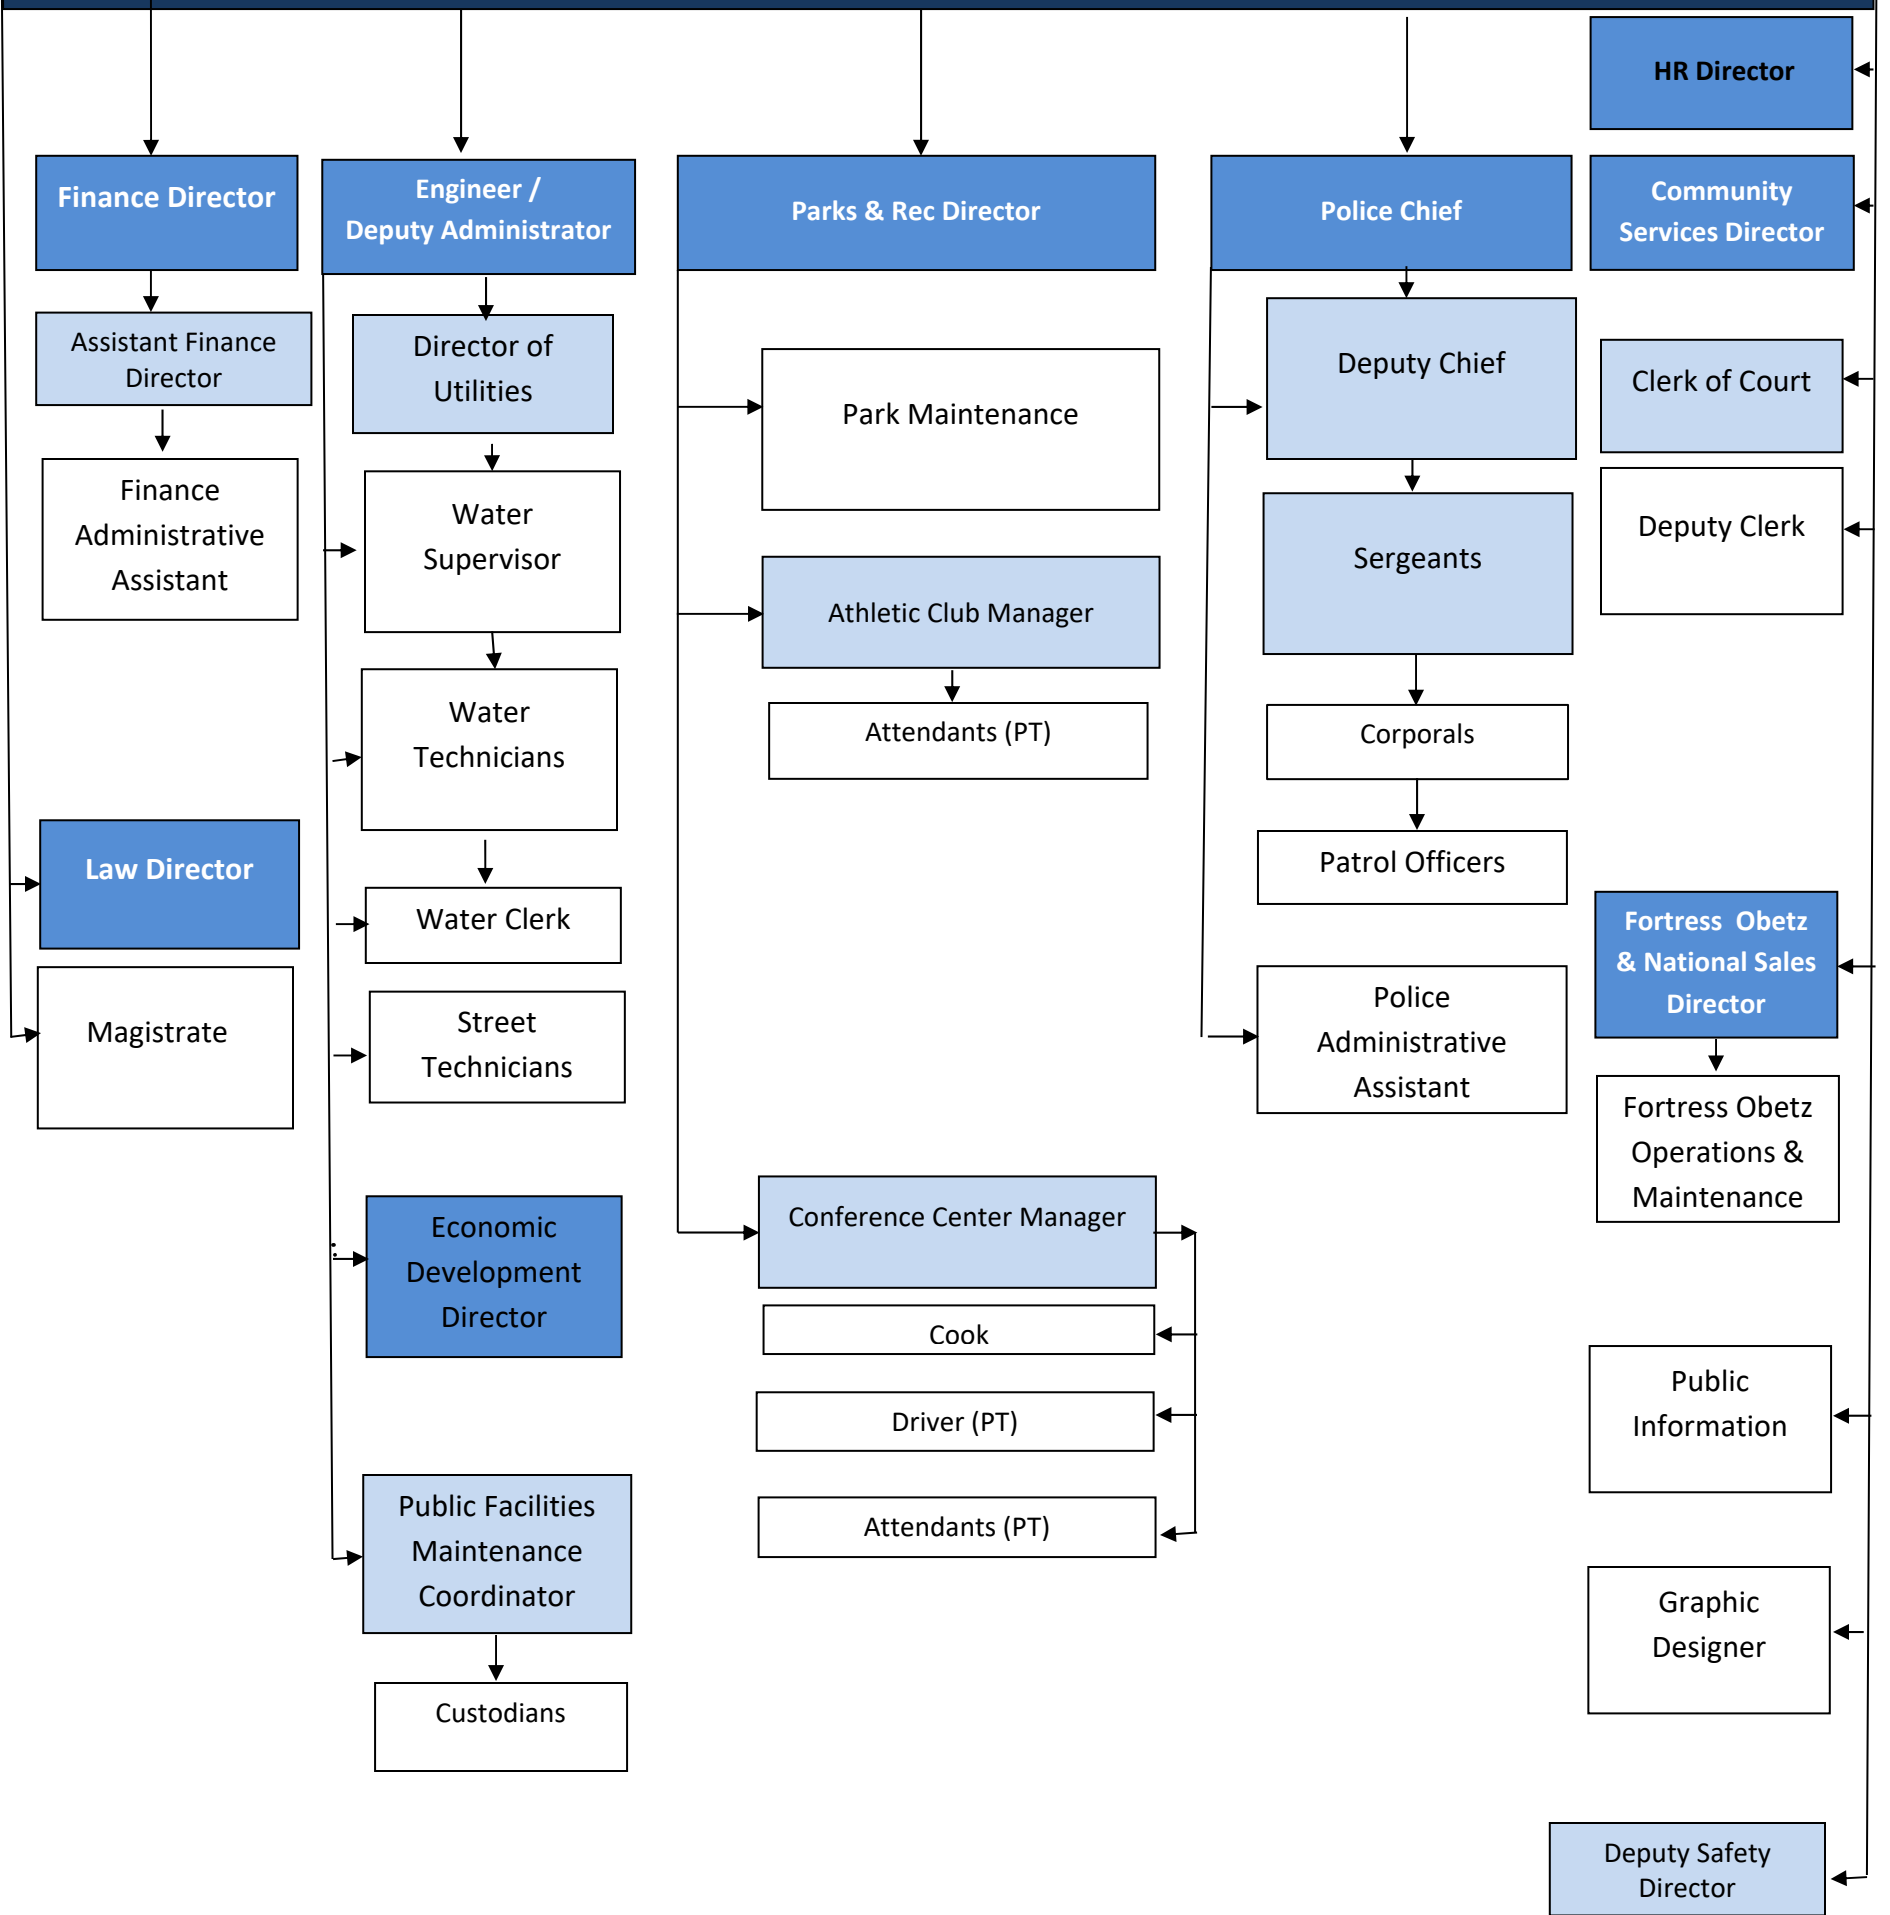 HR Director
Finance Director
Engineer /
Deputy Administrator
Parks & Rec Director
Police Chief
Community
Services Director
Assistant Finance
Director
Director of
Utilities
Deputy Chief
Clerk of Court
Park Maintenance
Finance
Administrative
Assistant
Water
Supervisor
Sergeants
Deputy Clerk
Athletic Club Manager
Water
Technicians
Attendants (PT)
Corporals
Law Director
Water Clerk
Patrol Officers
Fortress Obetz
& National Sales
Director
Magistrate
Street
Technicians
Police
Administrative
Assistant
Fortress Obetz
Operations &
Maintenance
Economic
Development
Director
Conference Center Manager
Cook
Driver (PT)
Attendants (PT)
Public
Information
Public Facilities
Maintenance
Coordinator
Graphic
Designer
Custodians
Deputy Safety
Director